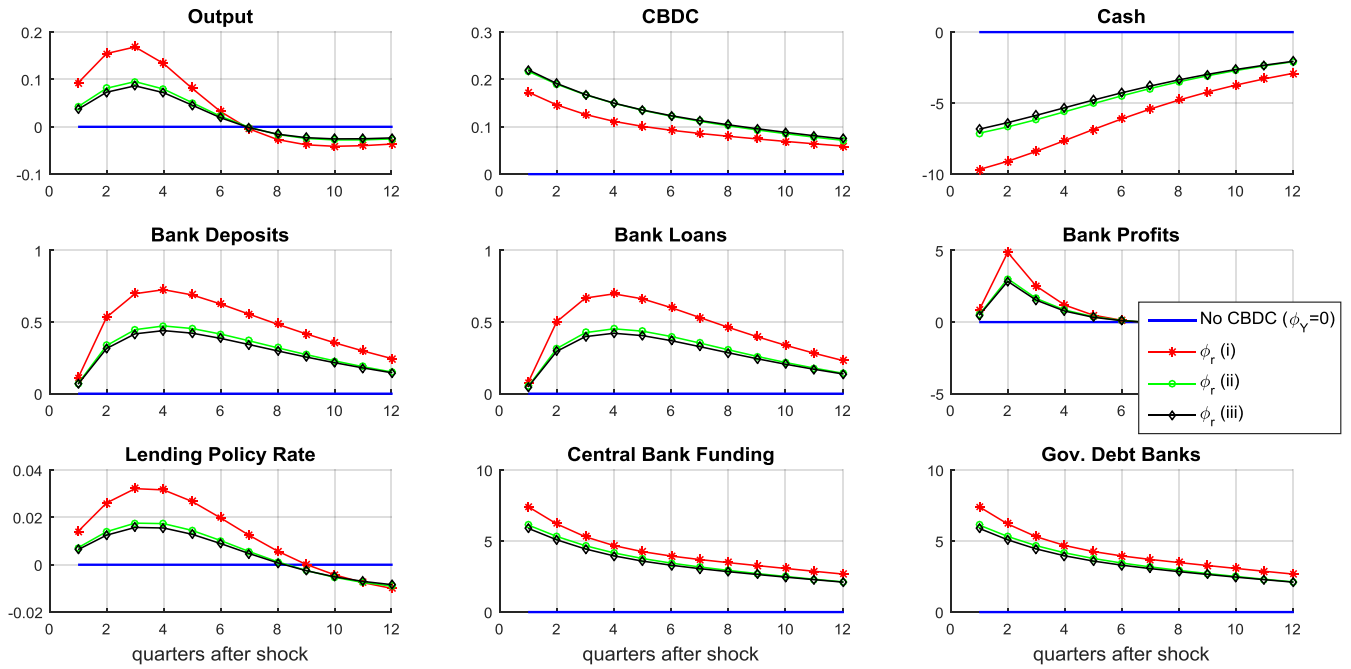 Output
CBDC
Cash
0.2
0.1
0
-0.1
0 2 4 6 8 10 12
0.3
0.2
0.1
0
0 2 4 6 8 10 12
0
-5
-10
0 2 4 6 8 10 12
Bank Deposits
Bank Loans
Bank Profits
1
0.5
0
0 2 4 6 8 10 12
1
0.5
0
0 2 4 6 8 10 12
5
0
-5
0 2 4 6
No CBDC (ϕY=0)
ϕr (i)
ϕr (ii)
ϕr (iii)
Lending Policy Rate
Central Bank Funding
Gov. Debt Banks
0.04
0.02
0
-0.02
0 2 4 6 8 10 12
quarters after shock
10
5
0
0 2 4 6 8 10 12
quarters after shock
10
5
0
0 2 4 6 8 10 12
quarters after shock